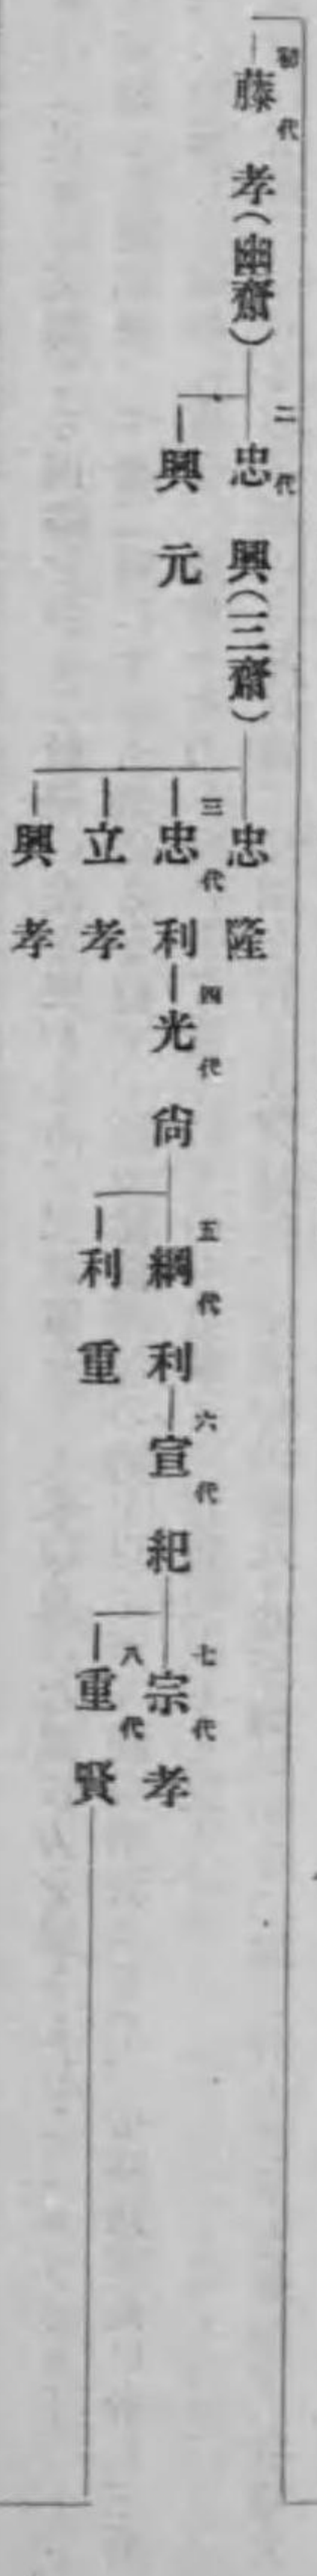 初代
藤孝(幽齋)
二代
忠興(三齋)
興元
忠隆
三代
忠利
立孝
興孝
四代
光尙
五代
綱利
利重
六代
宣紀
七代
宗孝
八代
重賢